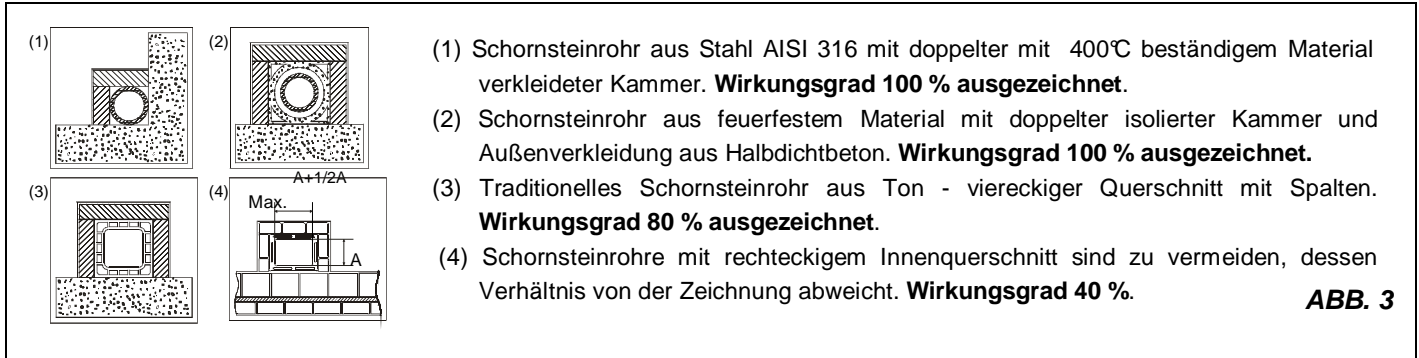 (1)
(2)
(3)
(4)
A+1/2A
Max.
A
(1) Schornsteinrohr aus Stahl AISI 316 mit doppelter mit 400°C beständigem Material
verkleideter Kammer. Wirkungsgrad 100 % ausgezeichnet.
(2) Schornsteinrohr aus feuerfestem Material mit doppelter isolierter Kammer und
Außenverkleidung aus Halbdichtbeton. Wirkungsgrad 100 % ausgezeichnet.
(3) Traditionelles Schornsteinrohr aus Ton - viereckiger Querschnitt mit Spalten.
Wirkungsgrad 80 % ausgezeichnet.
(4) Schornsteinrohre mit rechteckigem Innenquerschnitt sind zu vermeiden, dessen
Verhältnis von der Zeichnung abweicht. Wirkungsgrad 40 %.
ABB. 3